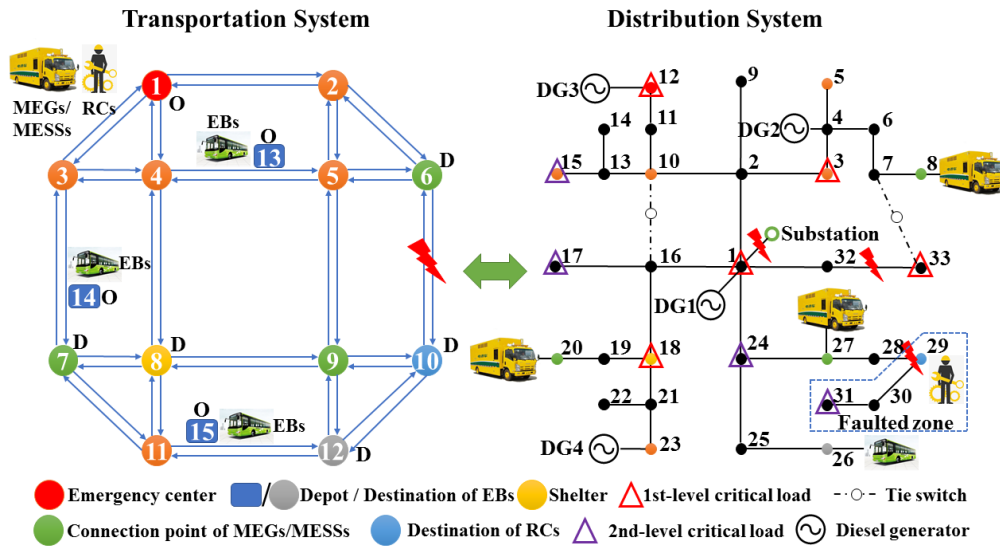 Transportation System
Distribution System
MEGs/
MESSs
RCs
1
O
2
EBs
O
13
3
4
5
D
6
EBs
14
O
D
7
D
8
9
D
10
O
15
EBs
11
12
D
DG3
12
9
5
14
11
DG2
4
6
15
13
10
2
3
7
8
Substation
17
16
1
32
33
DG1
20
19
18
24
27
28
29
22
21
31
30
Faulted zone
DG4
23
25
26
Emergency center
/
Depot / Destination of EBs
Shelter
1st-level critical load
Tie switch
Connection point of MEGs/MESSs
Destination of RCs
2nd-level critical load
Diesel generator